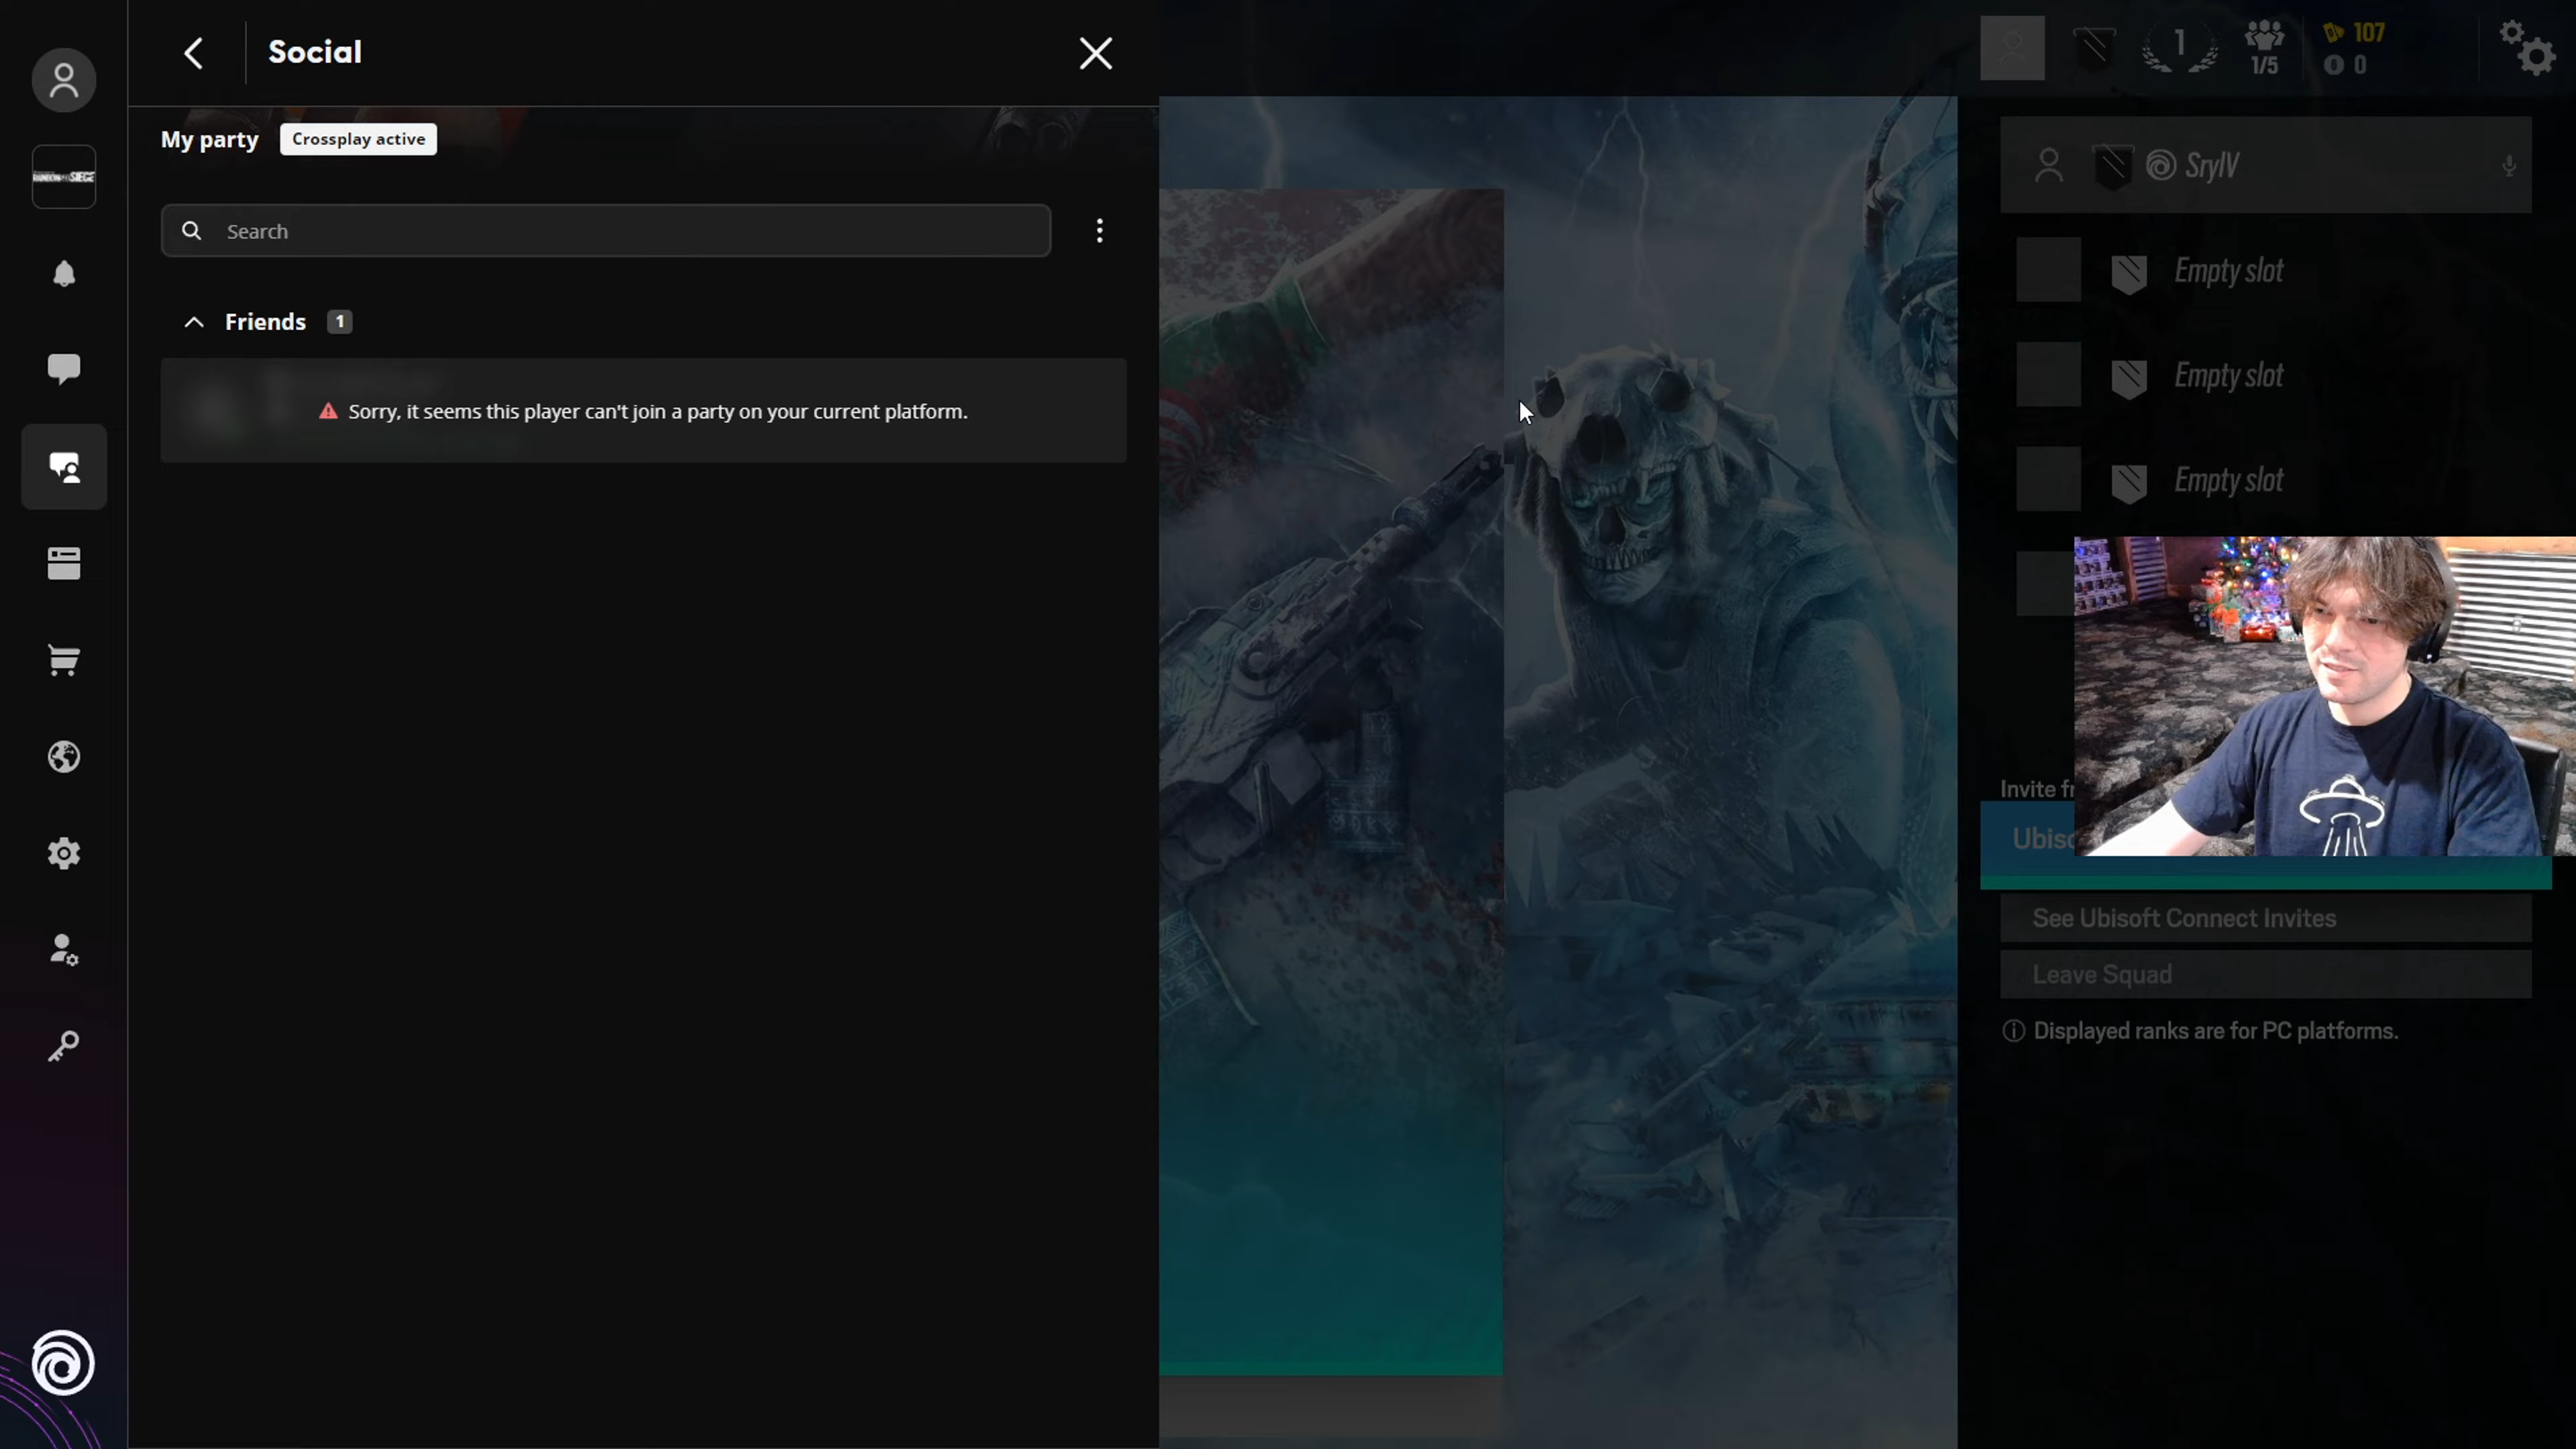 Social
My party
Crossplay active
Search
Friends 1
Sorry, it seems this player can't join a party on your current platform.
1
1/5
107
0
SryIV
Empty slot
Empty slot
Empty slot
Invite
See Ubisoft Connect Invites
Leave Squad
Displayed ranks are for PC platforms.